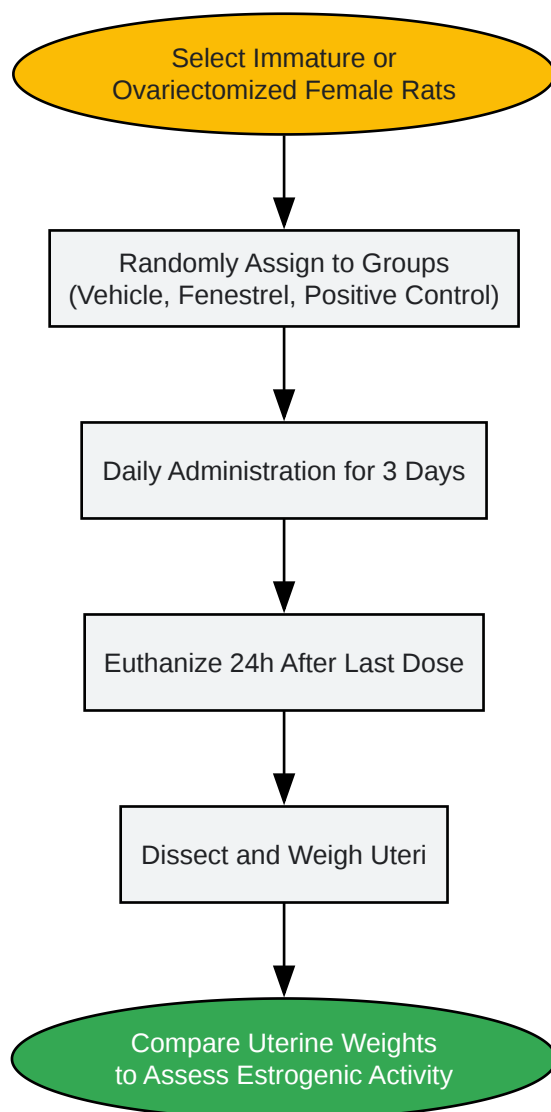 Select Immature or
Ovariectomized Female Rats
Randomly Assign to Groups
(Vehicle, Fenestrel, Positive Control)
Daily Administration for 3 Days
Euthanize 24h After Last Dose
Dissect and Weigh Uteri
Compare Uterine Weights
to Assess Estrogenic Activity